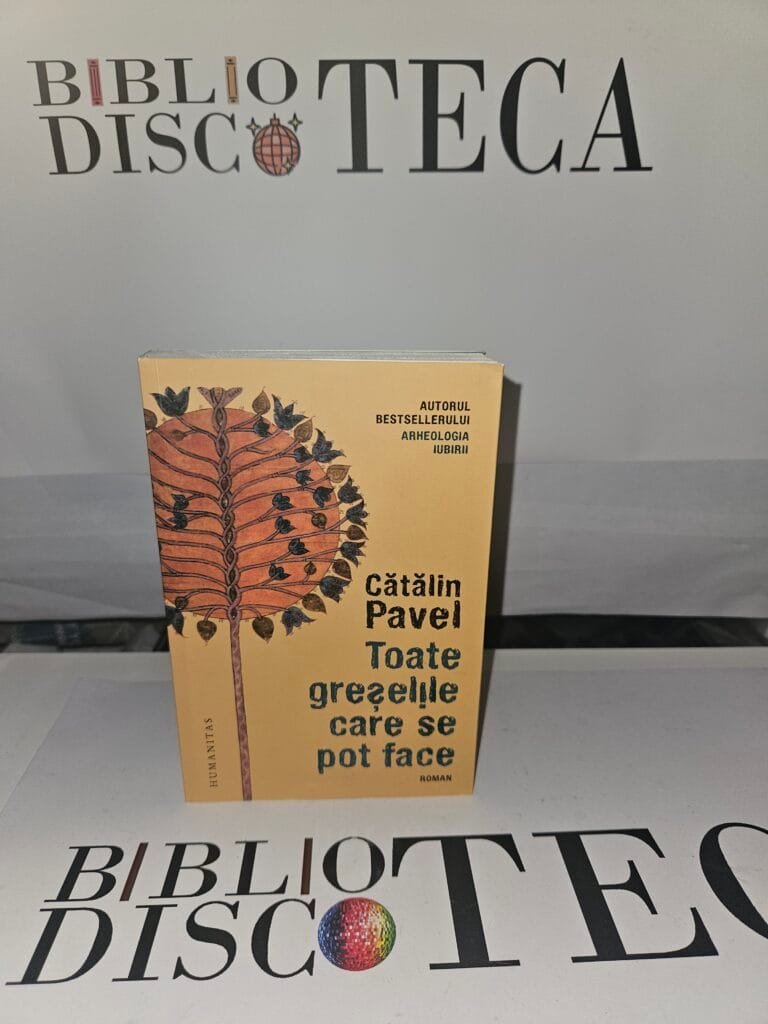 BIBLIO
DISCOTECA
AUTORUL
BESTSELLERULUI
ARHEOLOGIA
IUBIRII
Cătălin
Pavel
Toate
greșelile
care se
pot face
ROMAN
HUMANITAS
BIBLIO
DISCOTEC